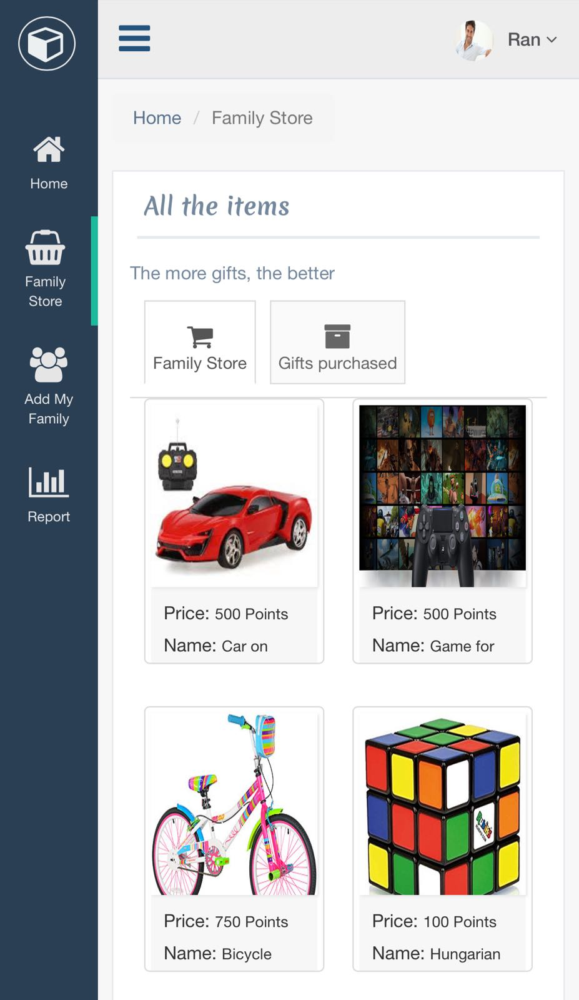 Ran
Home / Family Store
Home
Family
Store
Add My
Family
Report
All the items
The more gifts, the better
Family Store
Gifts purchased
Price: 500 Points
Name: Car on
Price: 500 Points
Name: Game for
Price: 750 Points
Name: Bicycle
Price: 100 Points
Name: Hungarian
Rubik's